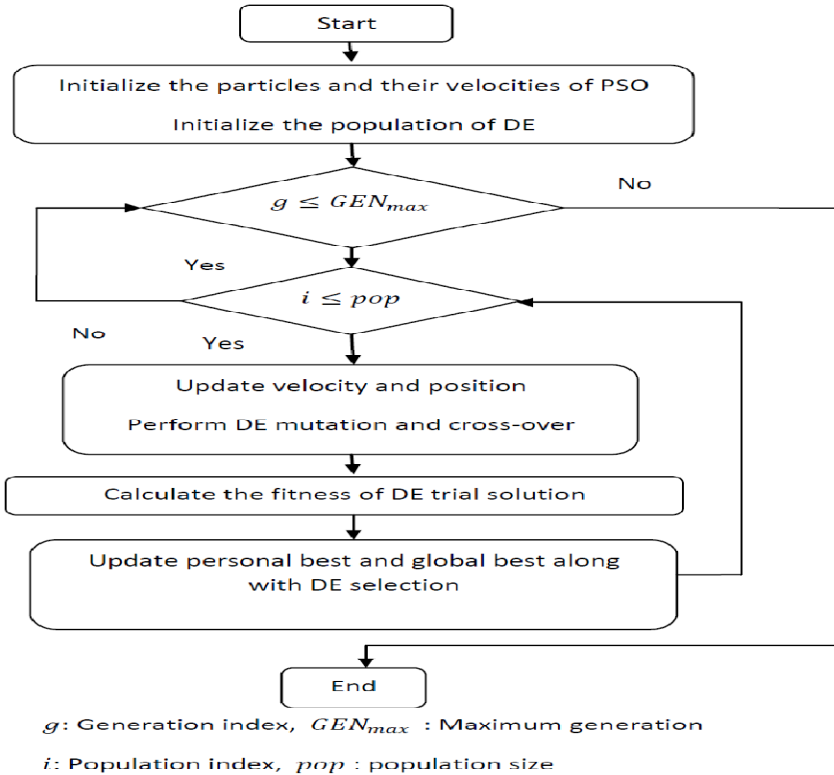 Start
Initialize the particles and their velocities of PSO
Initialize the population of DE
No
g ≤ GEN_max
Yes
i ≤ pop
No
Yes
Update velocity and position
Perform DE mutation and cross-over
Calculate the fitness of DE trial solution
Update personal best and global best along
with DE selection
End
g: Generation index, GEN_max : Maximum generation
i: Population index, pop : population size